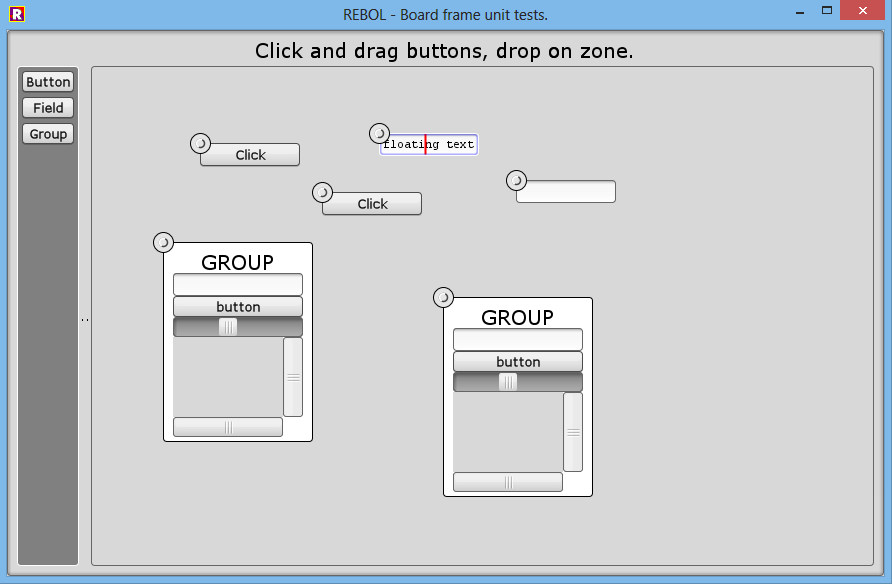 R
REBOL - Board frame unit tests.
Click and drag buttons, drop on zone.
Button
Field
Group
floating text
Click
Click
GROUP
button
GROUP
button